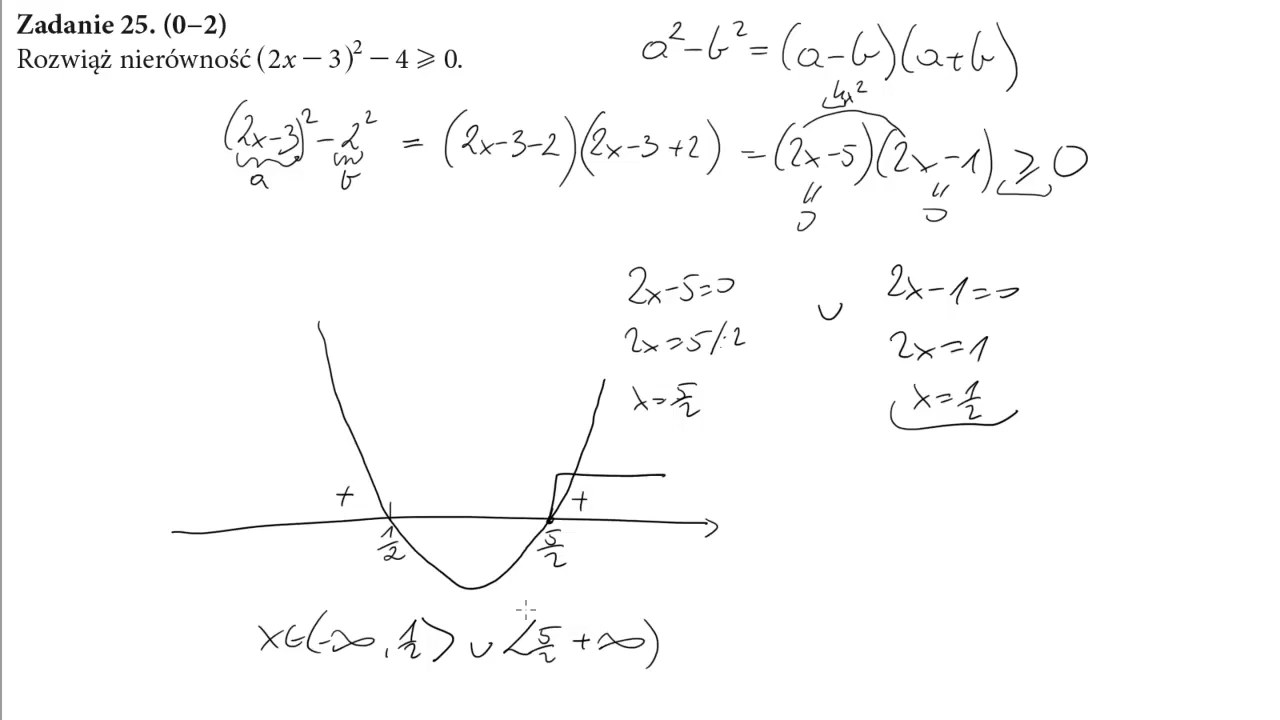 Zadanie 25. (0–2)
Rozwiąż nierówność (2x − 3)² − 4 ⩾ 0.
a² − b² = (a − b)(a + b)
4x²
(2x−3)² − 2² = (2x−3−2)(2x−3+2) = (2x−5)(2x−1) ≥ 0
a b
= =
0 0
2x−5=0 ∪ 2x−1=0
2x=5/:2 2x=1
x=5/2 x=1/2
+ +
1/2 5/2
x∈(−∞, 1/2> ∪ <5/2 +∞)